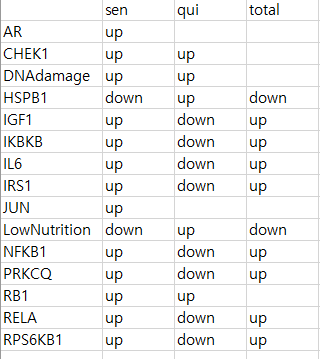 sen qui total
AR up
CHEK1 up up
DNAdamage up up
HSPB1 down up down
IGF1 up down up
IKBKB up down up
IL6 up down up
IRS1 up down up
JUN up
LowNutrition down up down
NFKB1 up down up
PRKCQ up down up
RB1 up up
RELA up down up
RPS6KB1 up down up